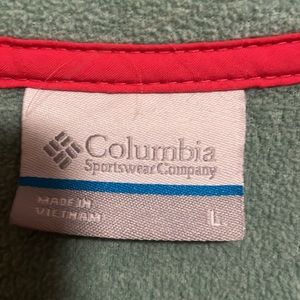 Columbia
Sportswear Company
MADE IN
VIETNAM
L